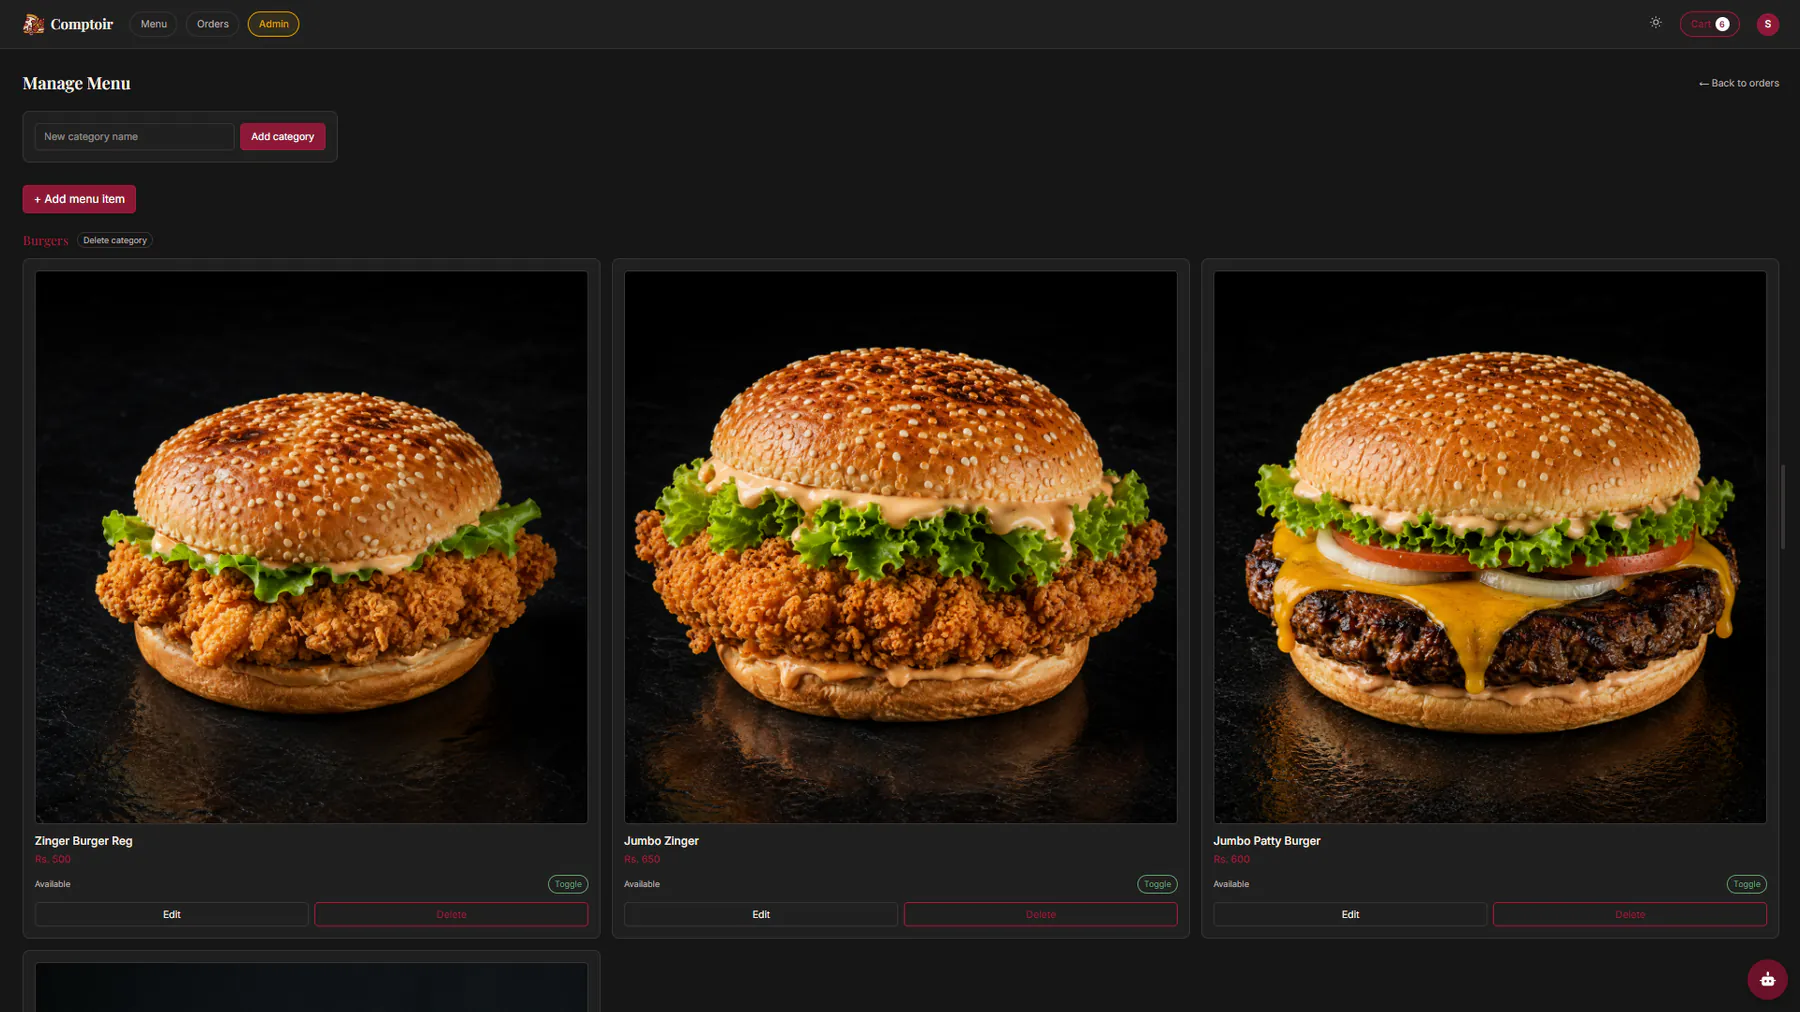 Comptoir Menu Orders Admin Cart 6 S
Manage Menu ← Back to orders
New category name Add category
+ Add menu item
Burgers Delete category
Zinger Burger Reg Jumbo Zinger Jumbo Patty Burger
Rs. 500 Rs. 650 Rs. 600
Available Toggle Available Toggle Available Toggle
Edit Delete Edit Delete Edit Delete